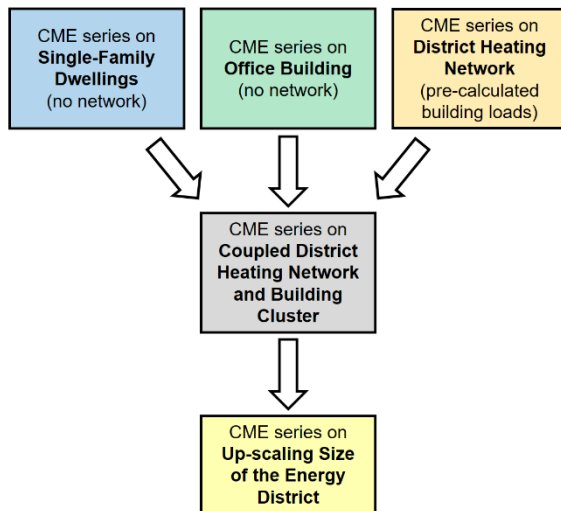 CME series on
Single-Family
Dwellings
(no network)
CME series on
Office Building
(no network)
CME series on
District Heating
Network
(pre-calculated
building loads)
CME series on
Coupled District
Heating Network
and Building
Cluster
CME series on
Up-scaling Size
of the Energy
District